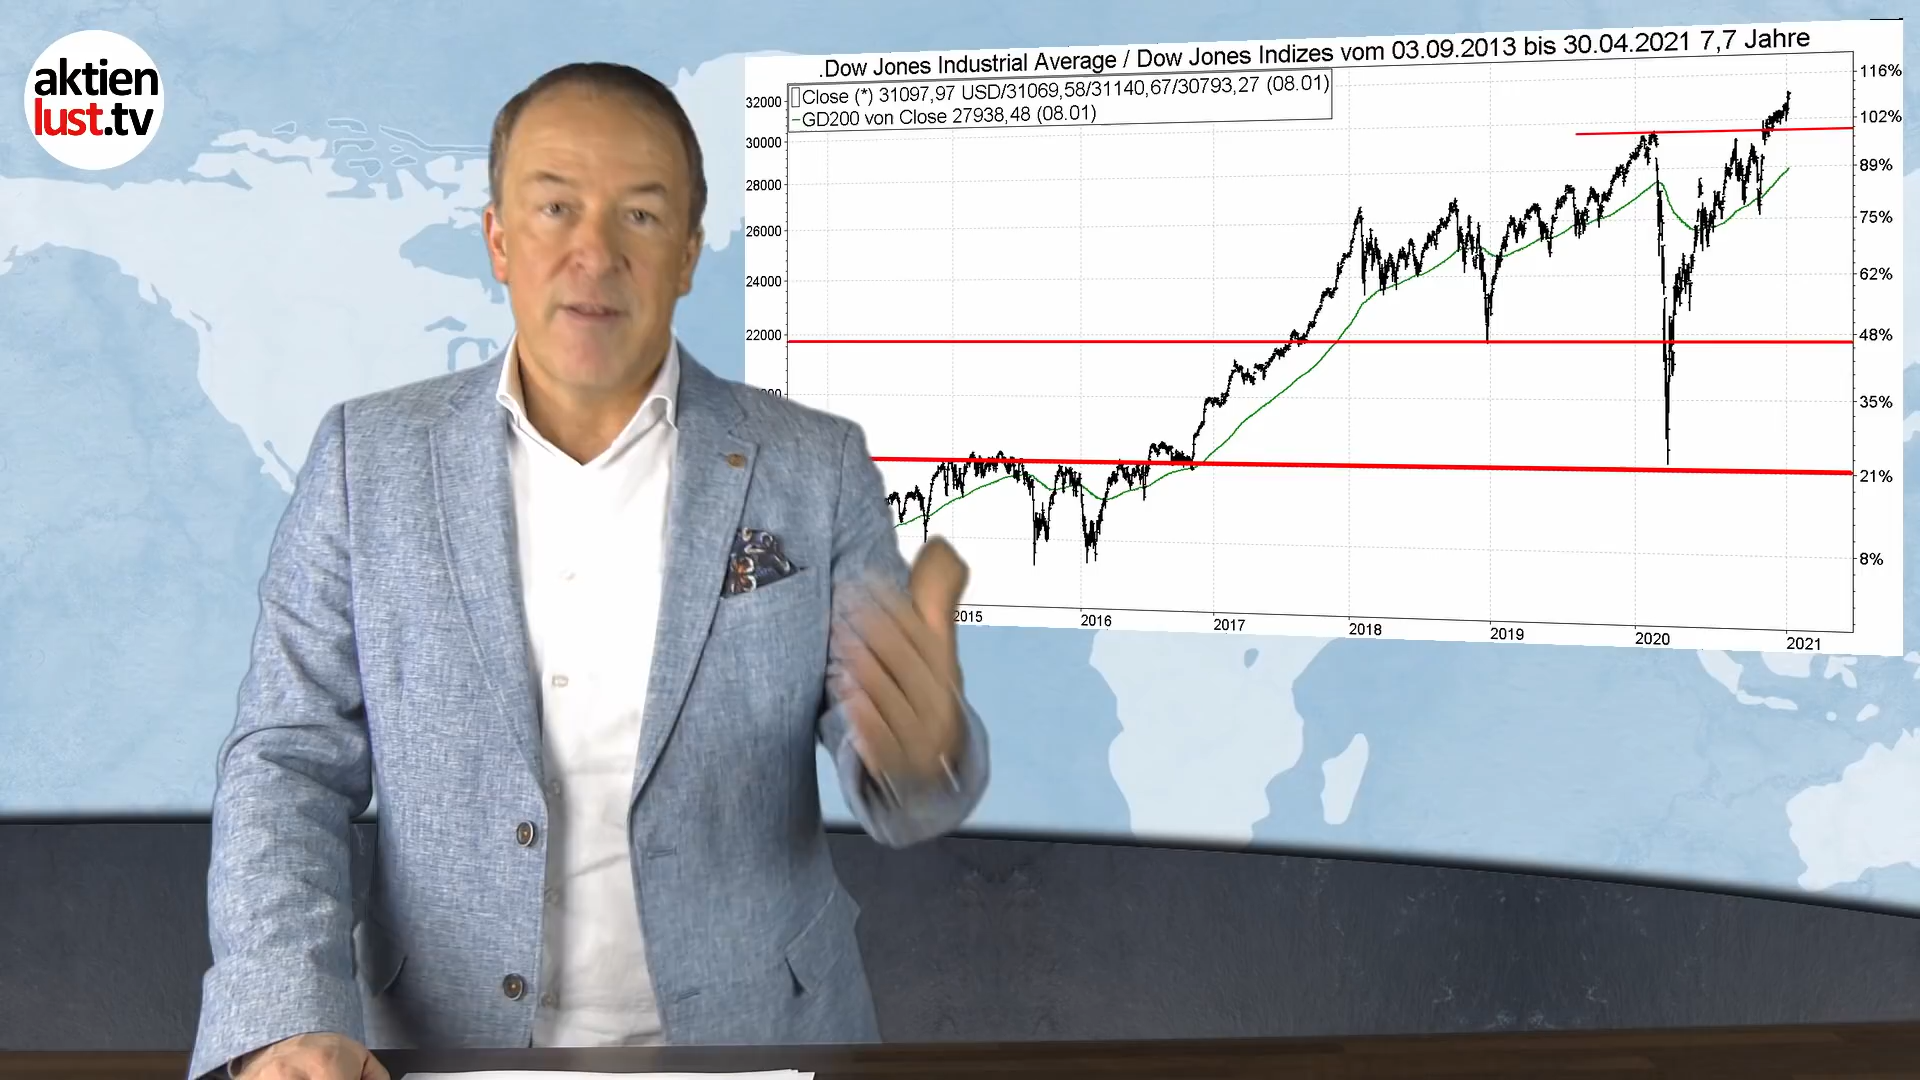 aktien
lust.tv
.Dow Jones Industrial Average / Dow Jones Indizes vom 03.09.2013 bis 30.04.2021 7,7 Jahre
Close (*) 31097,97 USD/31069,58/31140,67/30793,27 (08.01)
GD200 von Close 27938,48 (08.01)
32000
30000
28000
26000
24000
22000
116%
102%
89%
75%
62%
48%
35%
21%
8%
2015 2016 2017 2018 2019 2020 2021